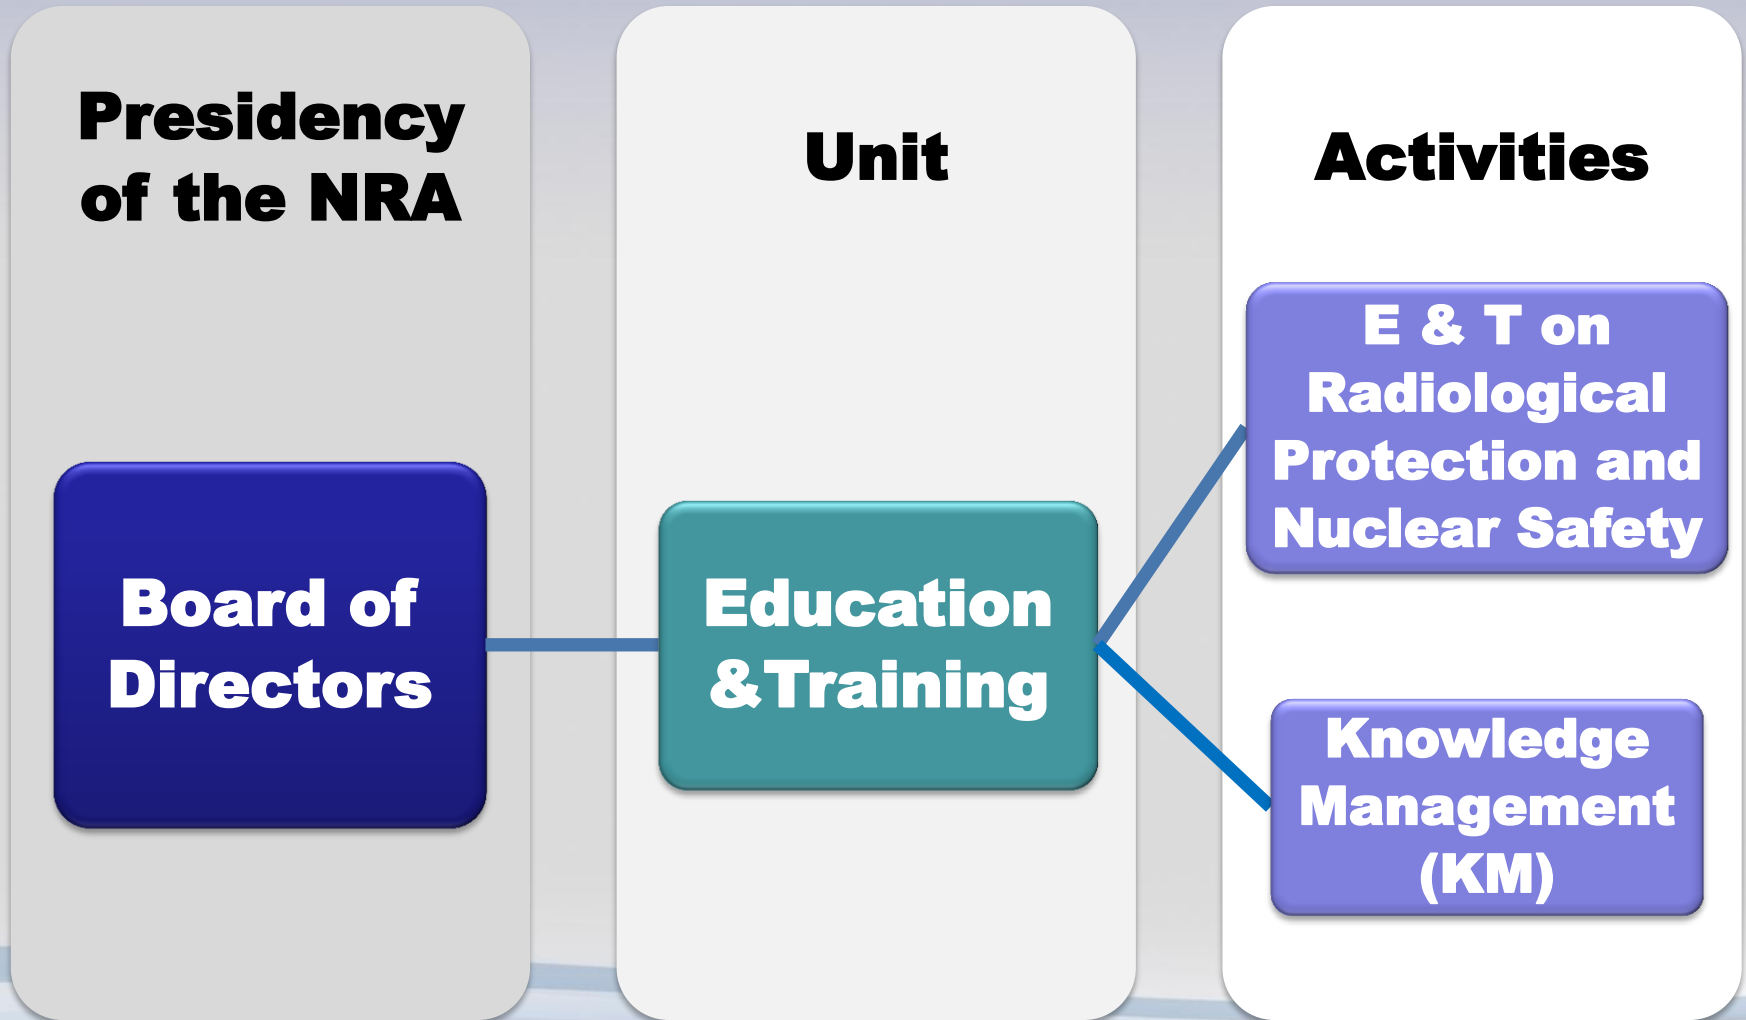 Presidency
of the NRA
Board of
Directors
Unit
Education
&Training
Activities
E & T on
Radiological
Protection and
Nuclear Safety
Knowledge
Management
(KM)